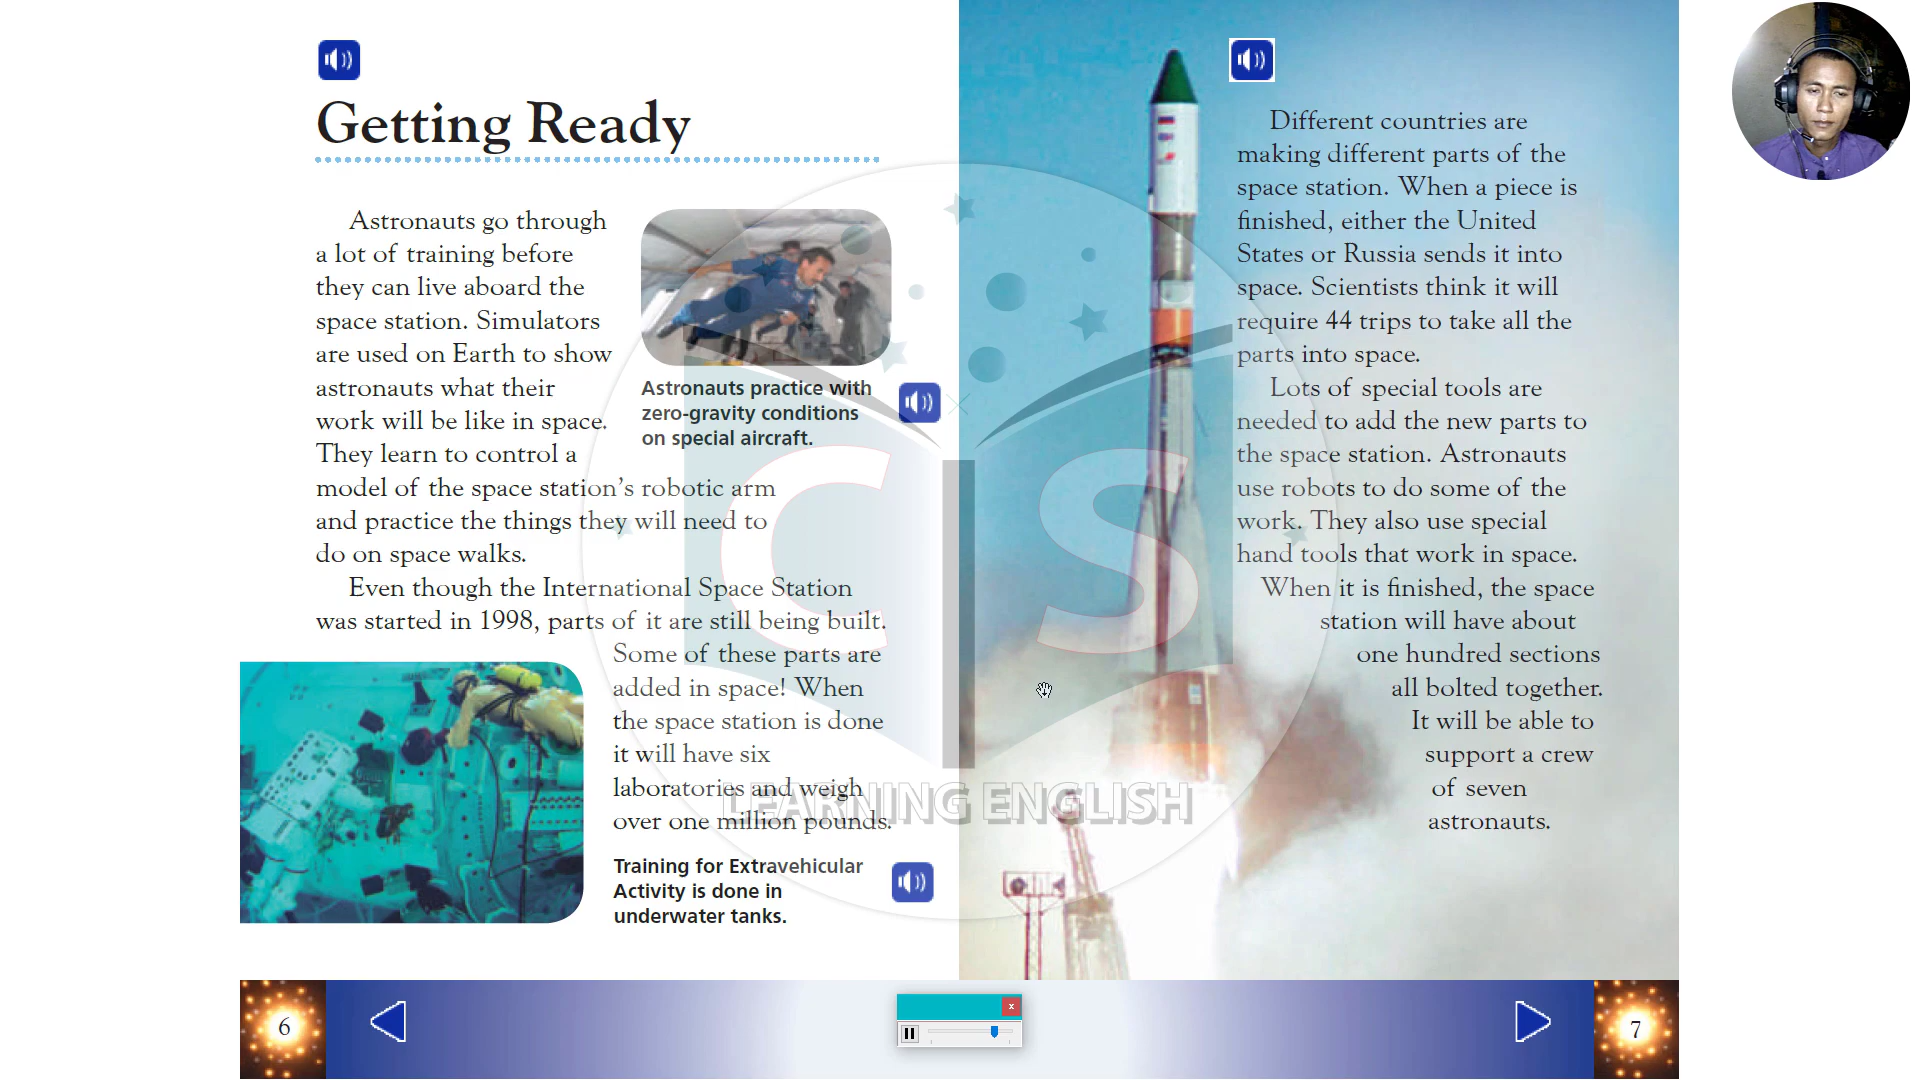 Getting Ready
Astronauts go through
a lot of training before
they can live aboard the
space station. Simulators
are used on Earth to show
astronauts what their
work will be like in space.
They learn to control a
model of the space station's robotic arm
and practice the things they will need to
do on space walks.
Even though the International Space Station
was started in 1998, parts of it are still being built.
Some of these parts are
added in space! When
the space station is done
it will have six
laboratories and weigh
over one million pounds.
Astronauts practice with
zero-gravity conditions
on special aircraft.
Training for Extravehicular
Activity is done in
underwater tanks.
6
Different countries are
making different parts of the
space station. When a piece is
finished, either the United
States or Russia sends it into
space. Scientists think it will
require 44 trips to take all the
parts into space.
Lots of special tools are
needed to add the new parts to
the space station. Astronauts
use robots to do some of the
work. They also use special
hand tools that work in space.
When it is finished, the space
station will have about
one hundred sections
all bolted together.
It will be able to
support a crew
of seven
astronauts.
7
CIS
LEARNING ENGLISH
x